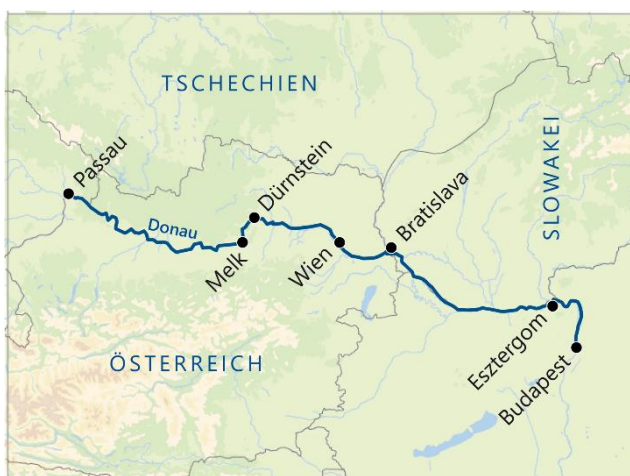 TSCHECHIEN
SLOWAKEI
Passau
Dürnstein
Bratislava
Donau
Melk
Wien
Esztergom
Budapest
ÖSTERREICH